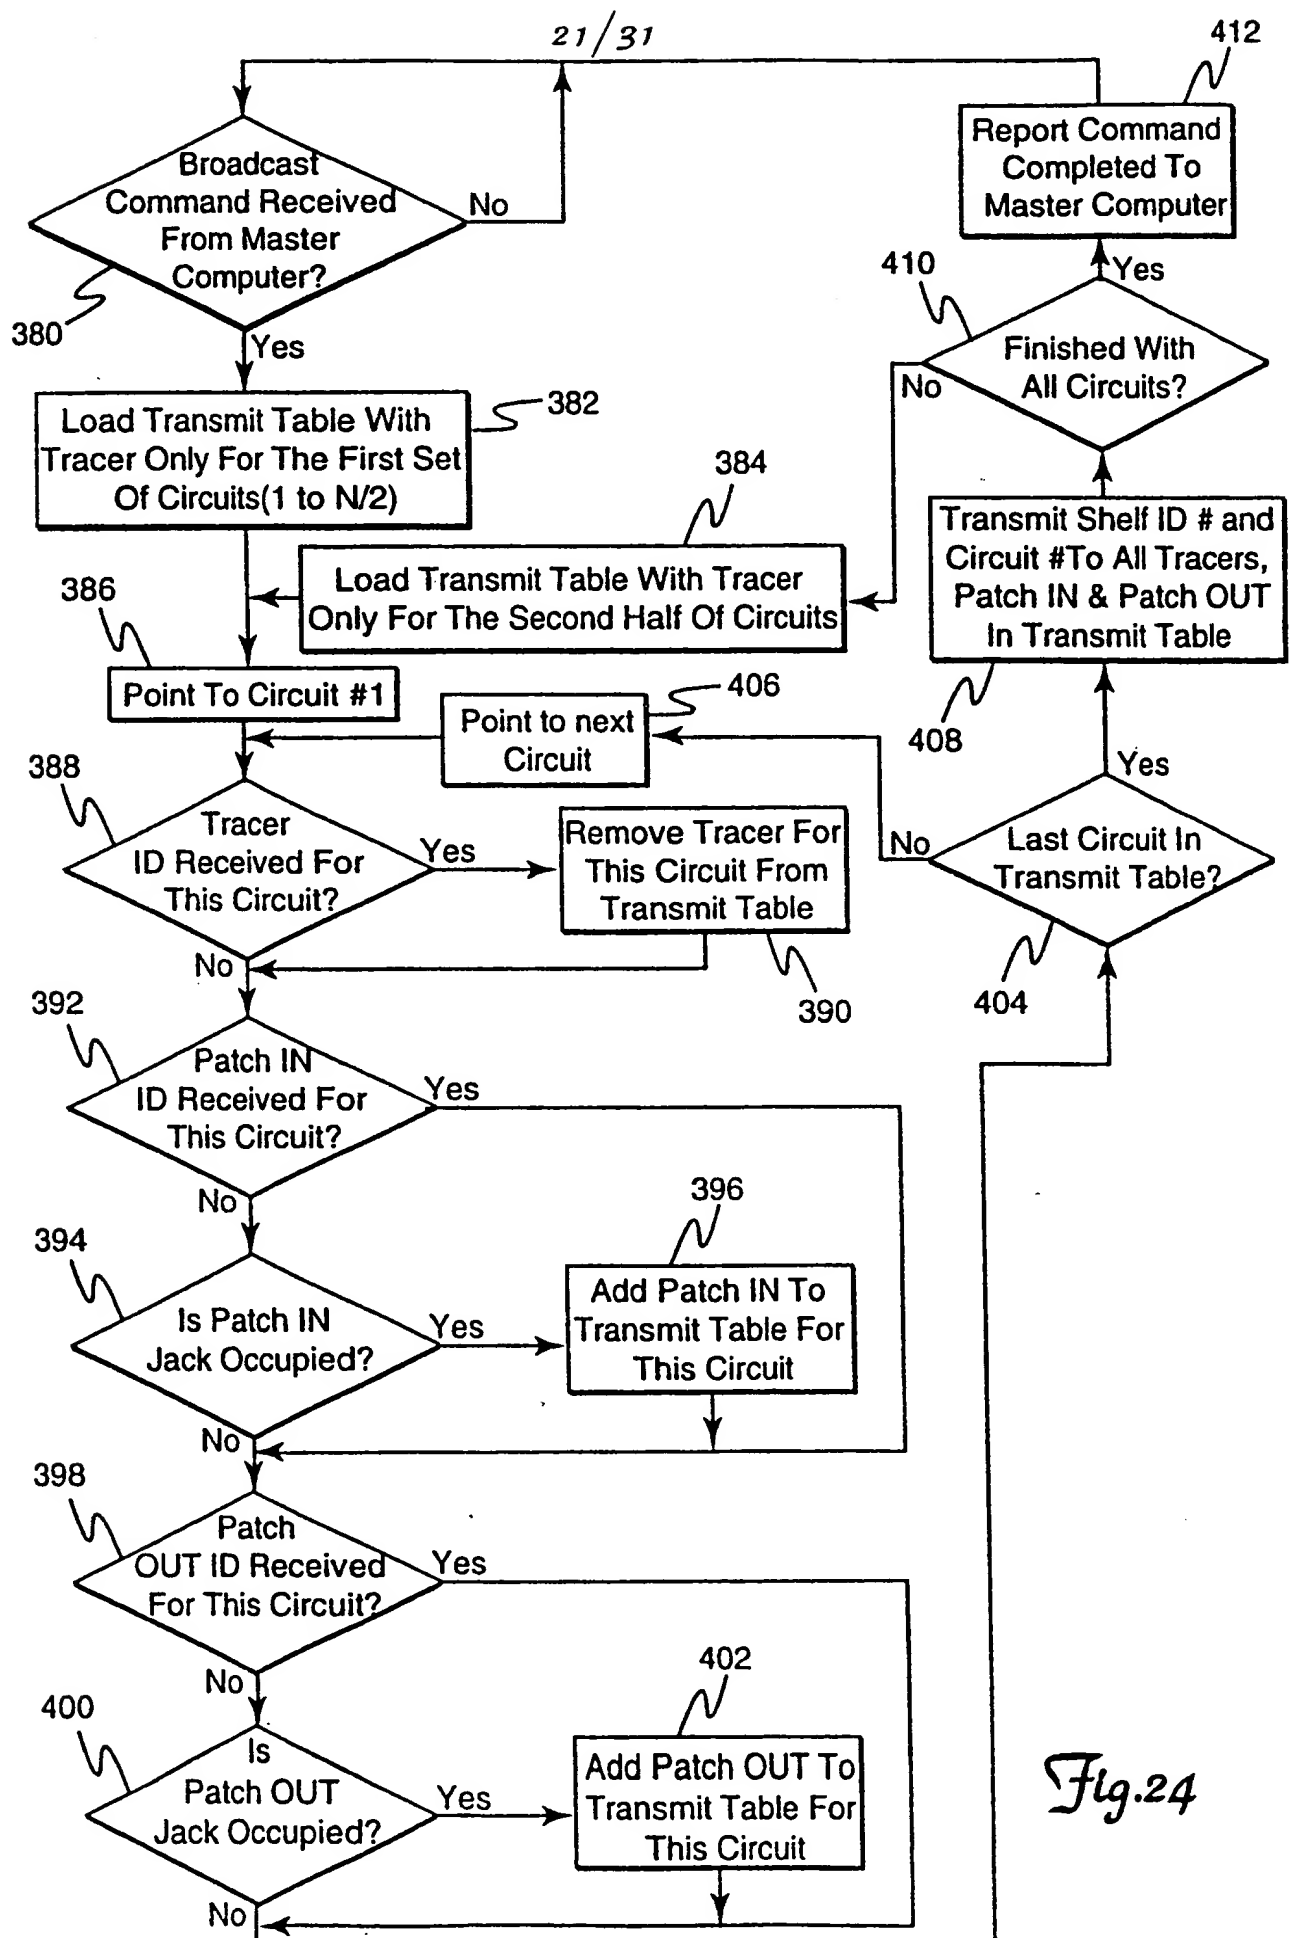 21/31
412
Report Command
Completed To
Master Computer
Broadcast
Command Received
From Master
Computer?
No
380
Yes
410
Yes
Finished With
All Circuits?
No
Load Transmit Table With
Tracer Only For The First Set
Of Circuits(1 to N/2)
382
384
Load Transmit Table With Tracer
Only For The Second Half Of Circuits
Transmit Shelf ID # and
Circuit #To All Tracers,
Patch IN & Patch OUT
In Transmit Table
408
386
Point To Circuit #1
406
Point to next
Circuit
388
Tracer
ID Received For
This Circuit?
Yes
Remove Tracer For
This Circuit From
Transmit Table
390
No
Yes
Last Circuit In
Transmit Table?
No
404
392
Patch IN
ID Received For
This Circuit?
Yes
No
394
Is Patch IN
Jack Occupied?
Yes
396
Add Patch IN To
Transmit Table For
This Circuit
No
398
Patch
OUT ID Received
For This Circuit?
Yes
No
400
Is
Patch OUT
Jack Occupied?
Yes
402
Add Patch OUT To
Transmit Table For
This Circuit
No
Fig.24